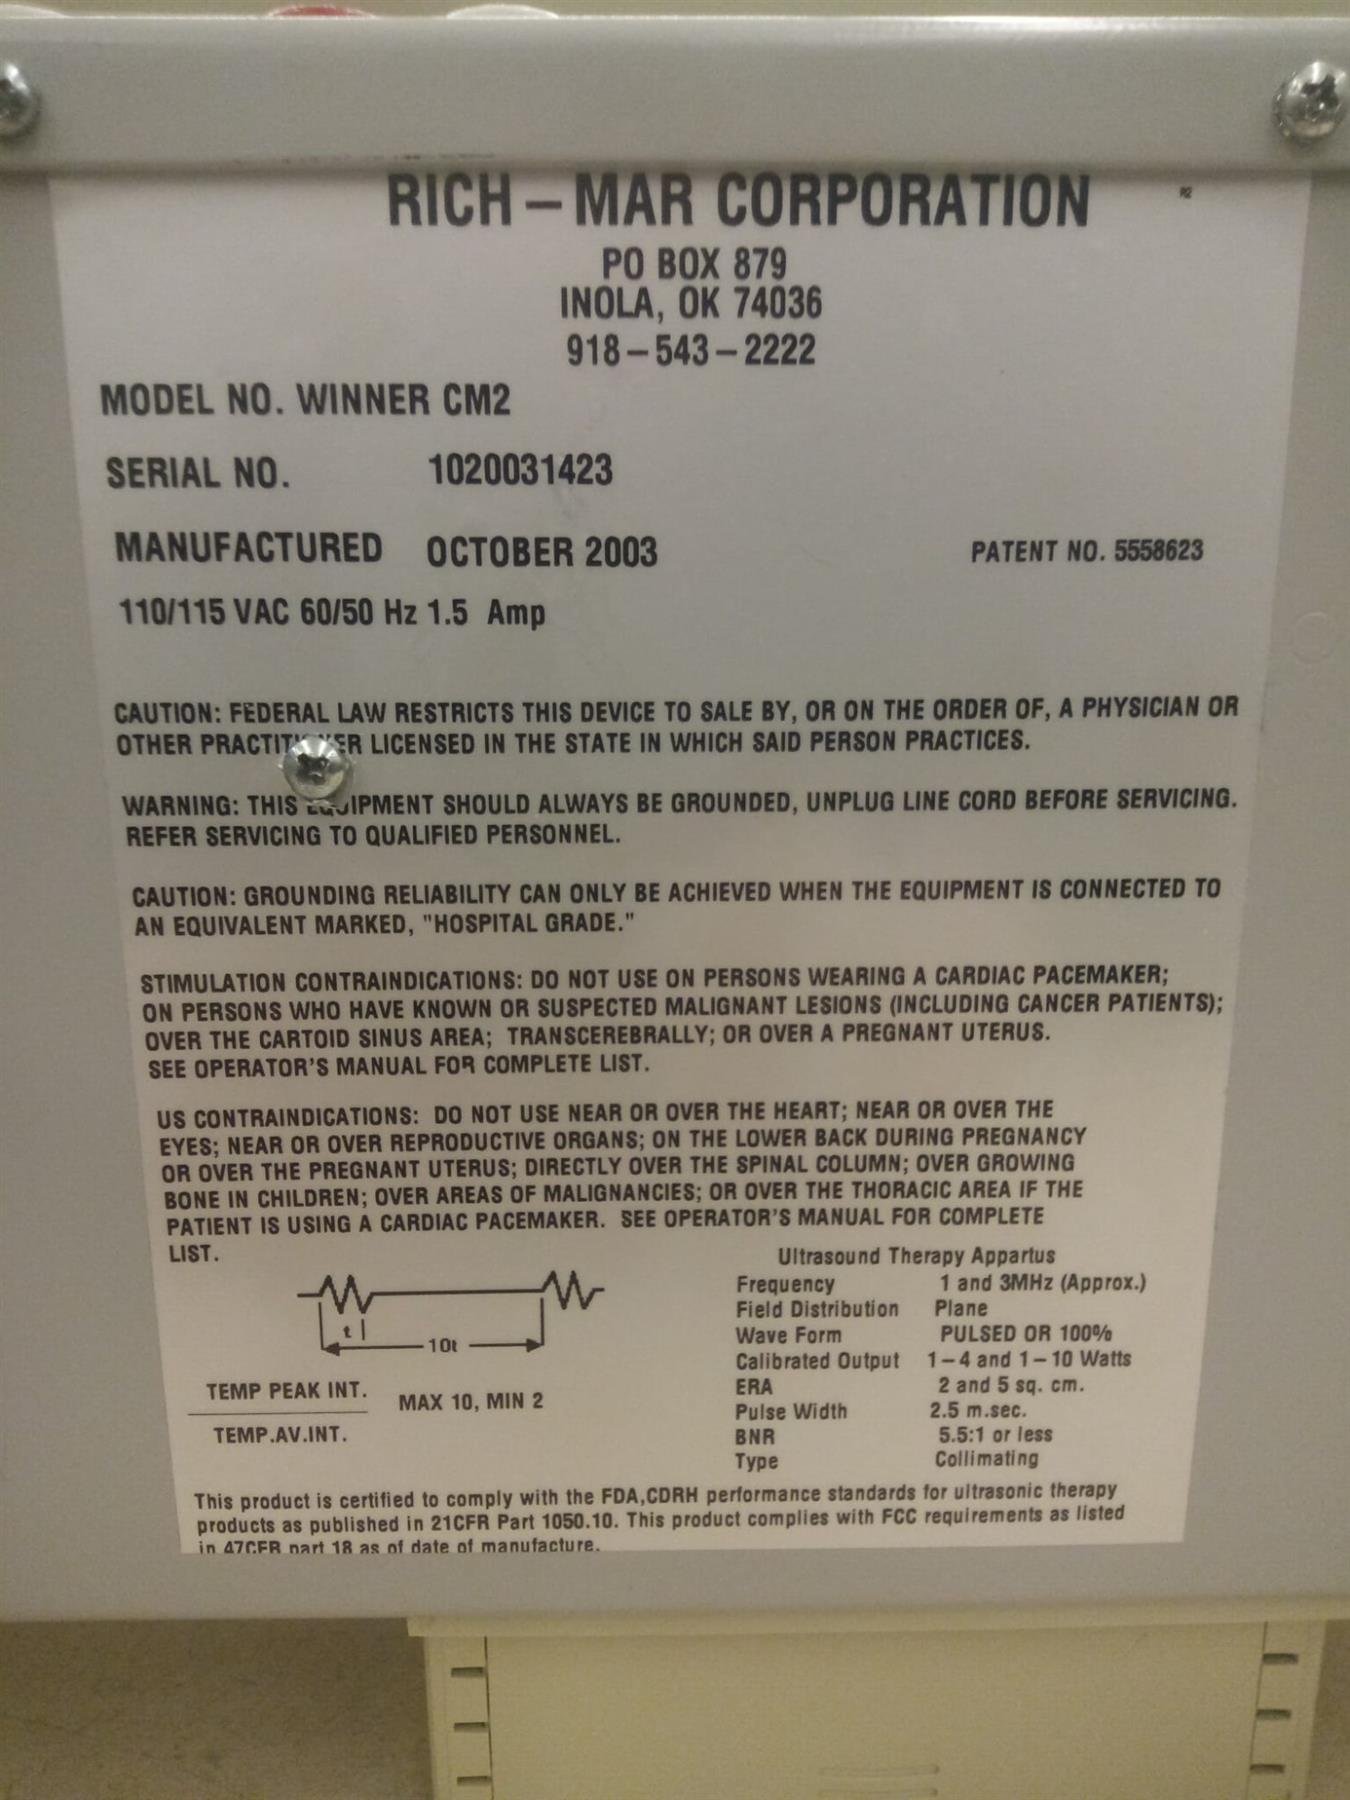 RICH – MAR CORPORATION
R2
PO BOX 879
INOLA, OK 74036
918 – 543 – 2222
MODEL NO. WINNER CM2
SERIAL NO. 1020031423
MANUFACTURED OCTOBER 2003 PATENT NO. 5558623
110/115 VAC 60/50 Hz 1.5 Amp
CAUTION: FEDERAL LAW RESTRICTS THIS DEVICE TO SALE BY, OR ON THE ORDER OF, A PHYSICIAN OR
OTHER PRACTITIONER LICENSED IN THE STATE IN WHICH SAID PERSON PRACTICES.
WARNING: THIS EQUIPMENT SHOULD ALWAYS BE GROUNDED, UNPLUG LINE CORD BEFORE SERVICING.
REFER SERVICING TO QUALIFIED PERSONNEL.
CAUTION: GROUNDING RELIABILITY CAN ONLY BE ACHIEVED WHEN THE EQUIPMENT IS CONNECTED TO
AN EQUIVALENT MARKED, "HOSPITAL GRADE."
STIMULATION CONTRAINDICATIONS: DO NOT USE ON PERSONS WEARING A CARDIAC PACEMAKER;
ON PERSONS WHO HAVE KNOWN OR SUSPECTED MALIGNANT LESIONS (INCLUDING CANCER PATIENTS);
OVER THE CARTOID SINUS AREA; TRANSCEREBRALLY; OR OVER A PREGNANT UTERUS.
SEE OPERATOR'S MANUAL FOR COMPLETE LIST.
US CONTRAINDICATIONS: DO NOT USE NEAR OR OVER THE HEART; NEAR OR OVER THE
EYES; NEAR OR OVER REPRODUCTIVE ORGANS; ON THE LOWER BACK DURING PREGNANCY
OR OVER THE PREGNANT UTERUS; DIRECTLY OVER THE SPINAL COLUMN; OVER GROWING
BONE IN CHILDREN; OVER AREAS OF MALIGNANCIES; OR OVER THE THORACIC AREA IF THE
PATIENT IS USING A CARDIAC PACEMAKER. SEE OPERATOR'S MANUAL FOR COMPLETE
LIST.
t
10t
TEMP PEAK INT.
TEMP.AV.INT.
MAX 10, MIN 2
Ultrasound Therapy Appartus
Frequency 1 and 3MHz (Approx.)
Field Distribution Plane
Wave Form PULSED OR 100%
Calibrated Output 1 – 4 and 1 – 10 Watts
ERA 2 and 5 sq. cm.
Pulse Width 2.5 m.sec.
BNR 5.5:1 or less
Type Collimating
This product is certified to comply with the FDA,CDRH performance standards for ultrasonic therapy
products as published in 21CFR Part 1050.10. This product complies with FCC requirements as listed
in 47CFR part 18 as of date of manufacture.